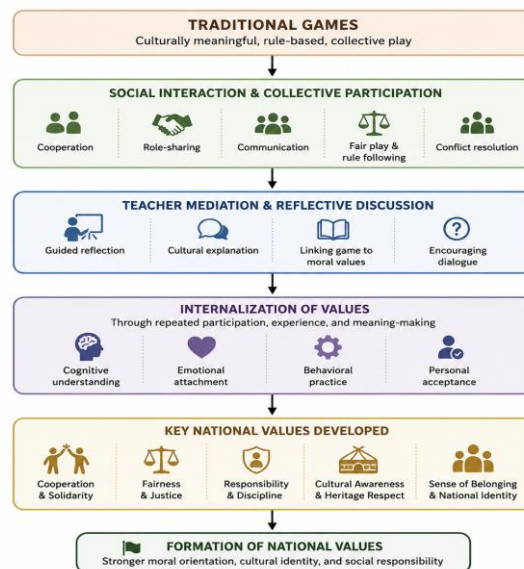 TRADITIONAL GAMES
Culturally meaningful, rule-based, collective play
SOCIAL INTERACTION & COLLECTIVE PARTICIPATION
Cooperation
Role-sharing
Communication
Fair play &
rule following
Conflict resolution
TEACHER MEDIATION & REFLECTIVE DISCUSSION
Guided reflection
Cultural explanation
Linking game to
moral values
Encouraging
dialogue
INTERNALIZATION OF VALUES
Through repeated participation, experience, and meaning-making
Cognitive
understanding
Emotional
attachment
Behavioral
practice
Personal
acceptance
KEY NATIONAL VALUES DEVELOPED
Cooperation
& Solidarity
Fairness
& Justice
Responsibility
& Discipline
Cultural Awareness
& Heritage Respect
Sense of Belonging
& National Identity
FORMATION OF NATIONAL VALUES
Stronger moral orientation, cultural identity, and social responsibility